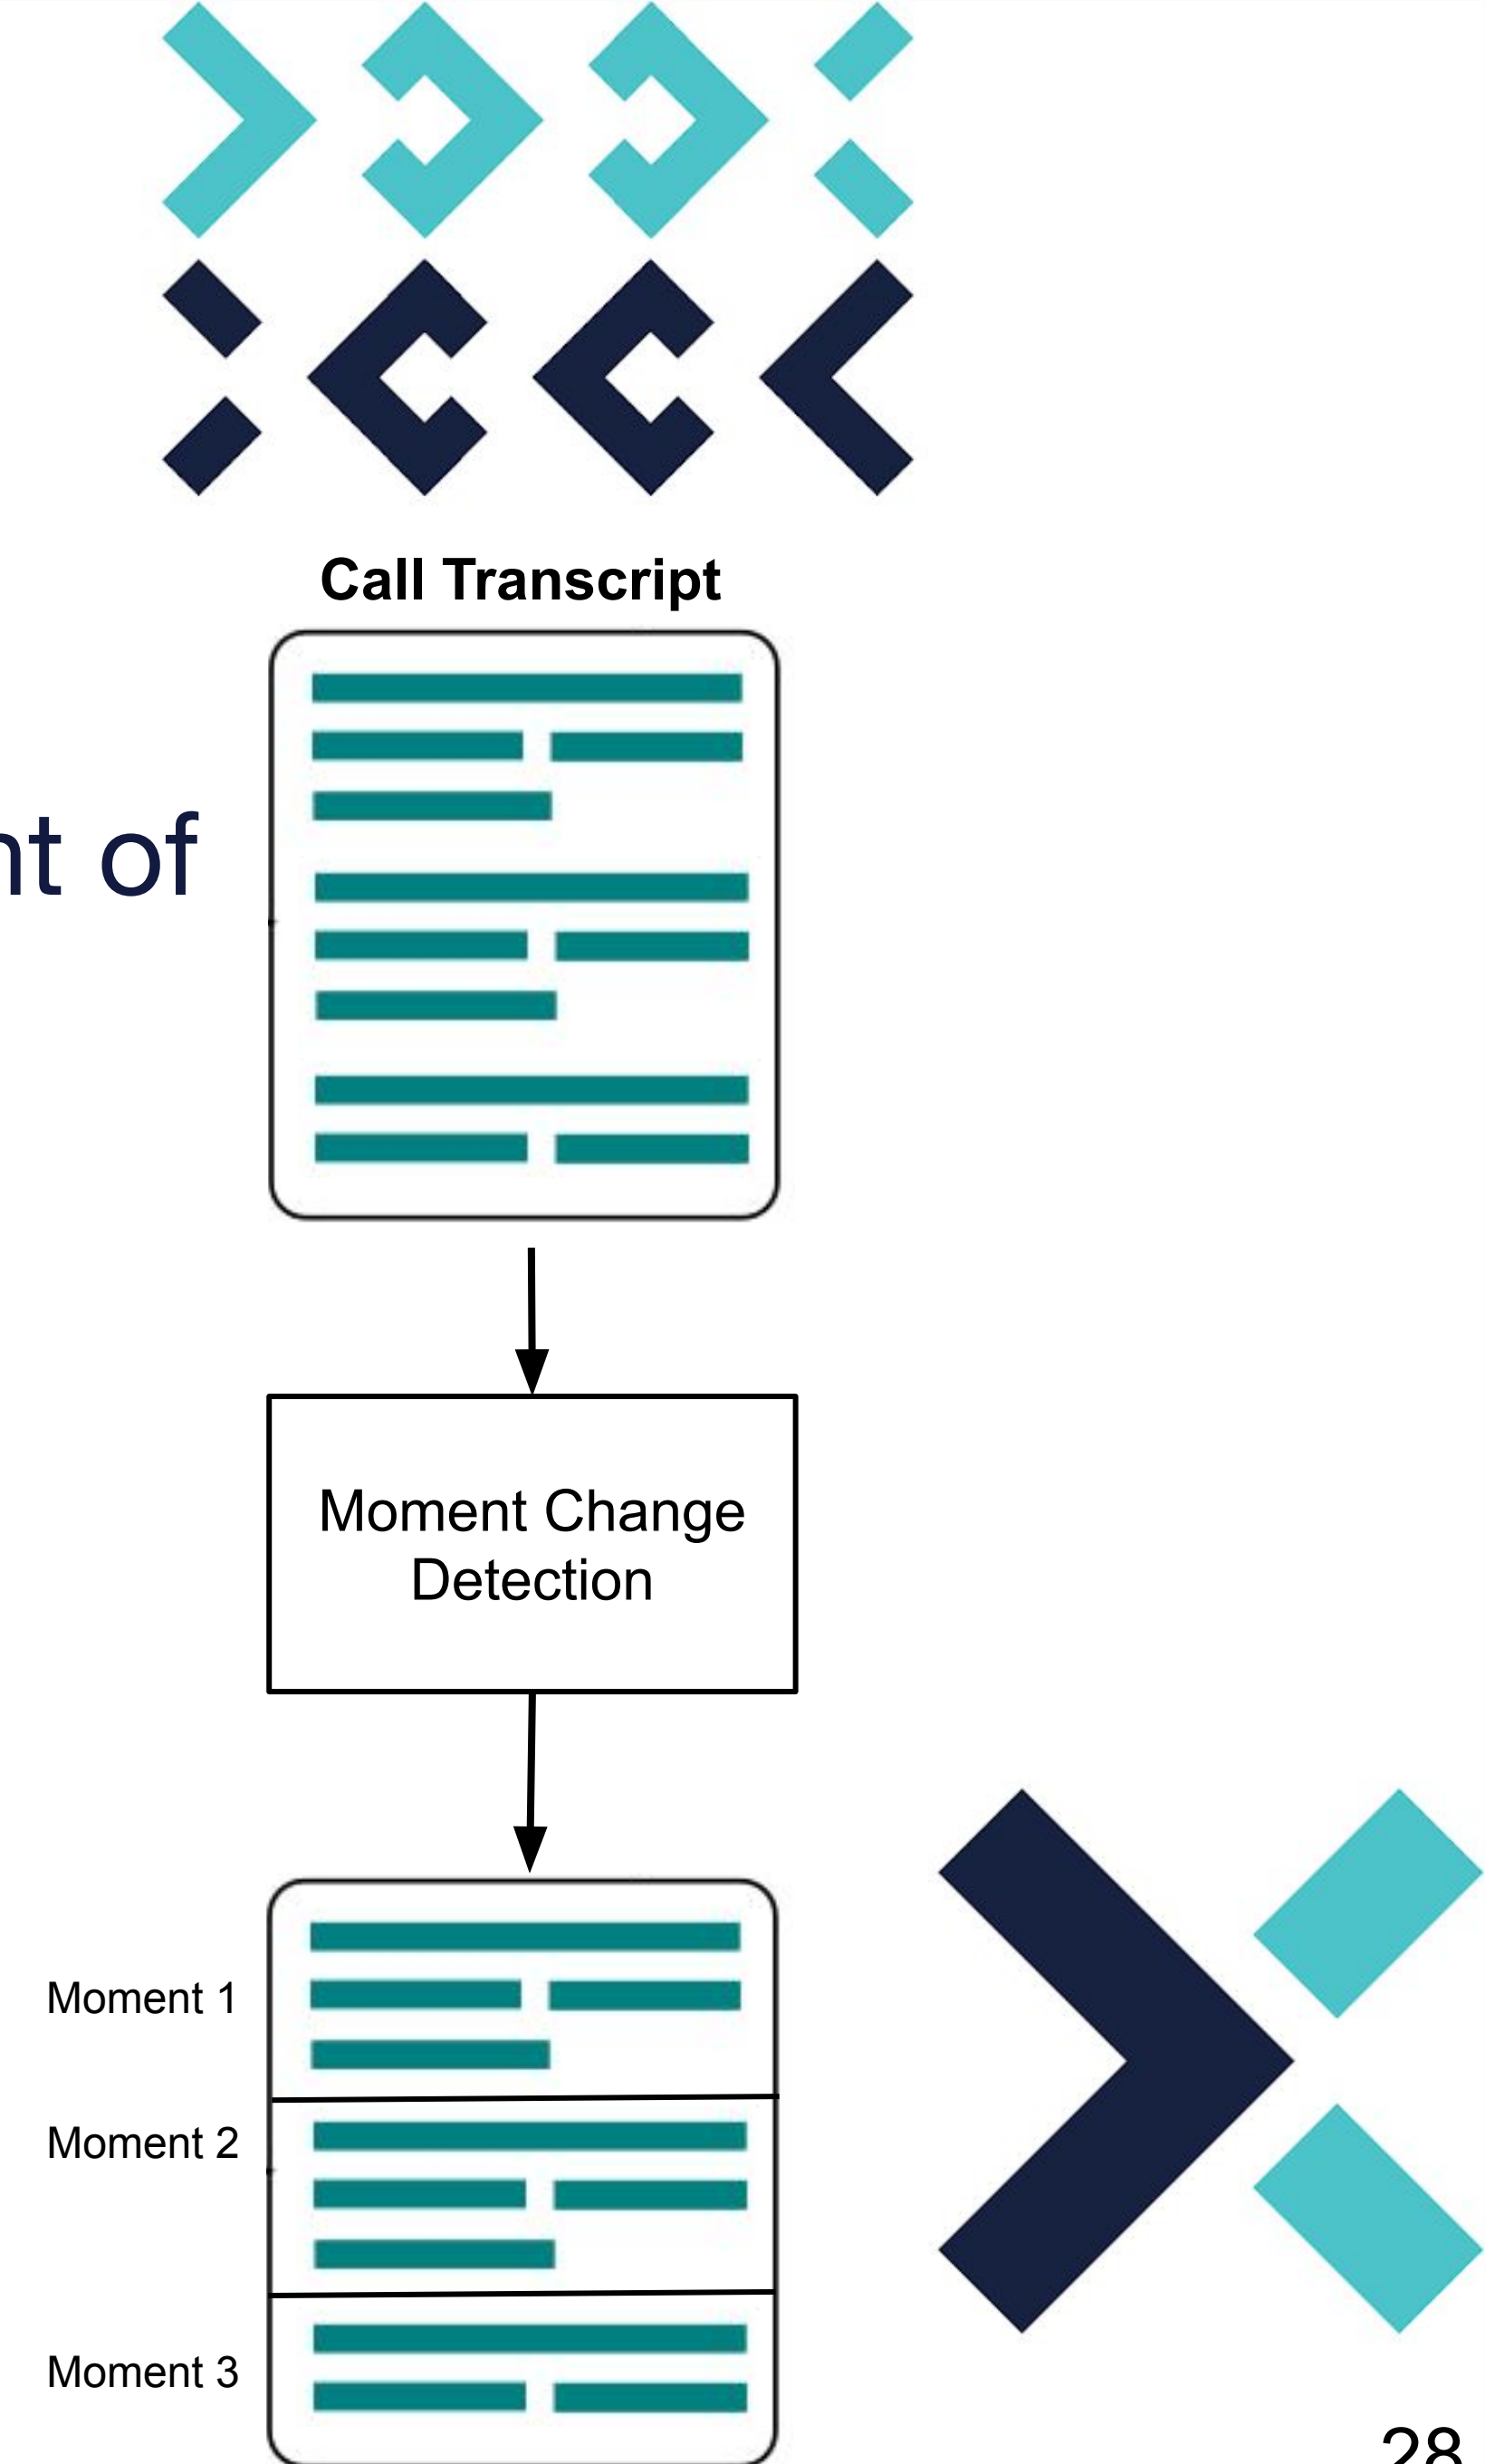 Call Transcript
nt of
Moment Change
Detection
Moment 1
Moment 2
Moment 3
28